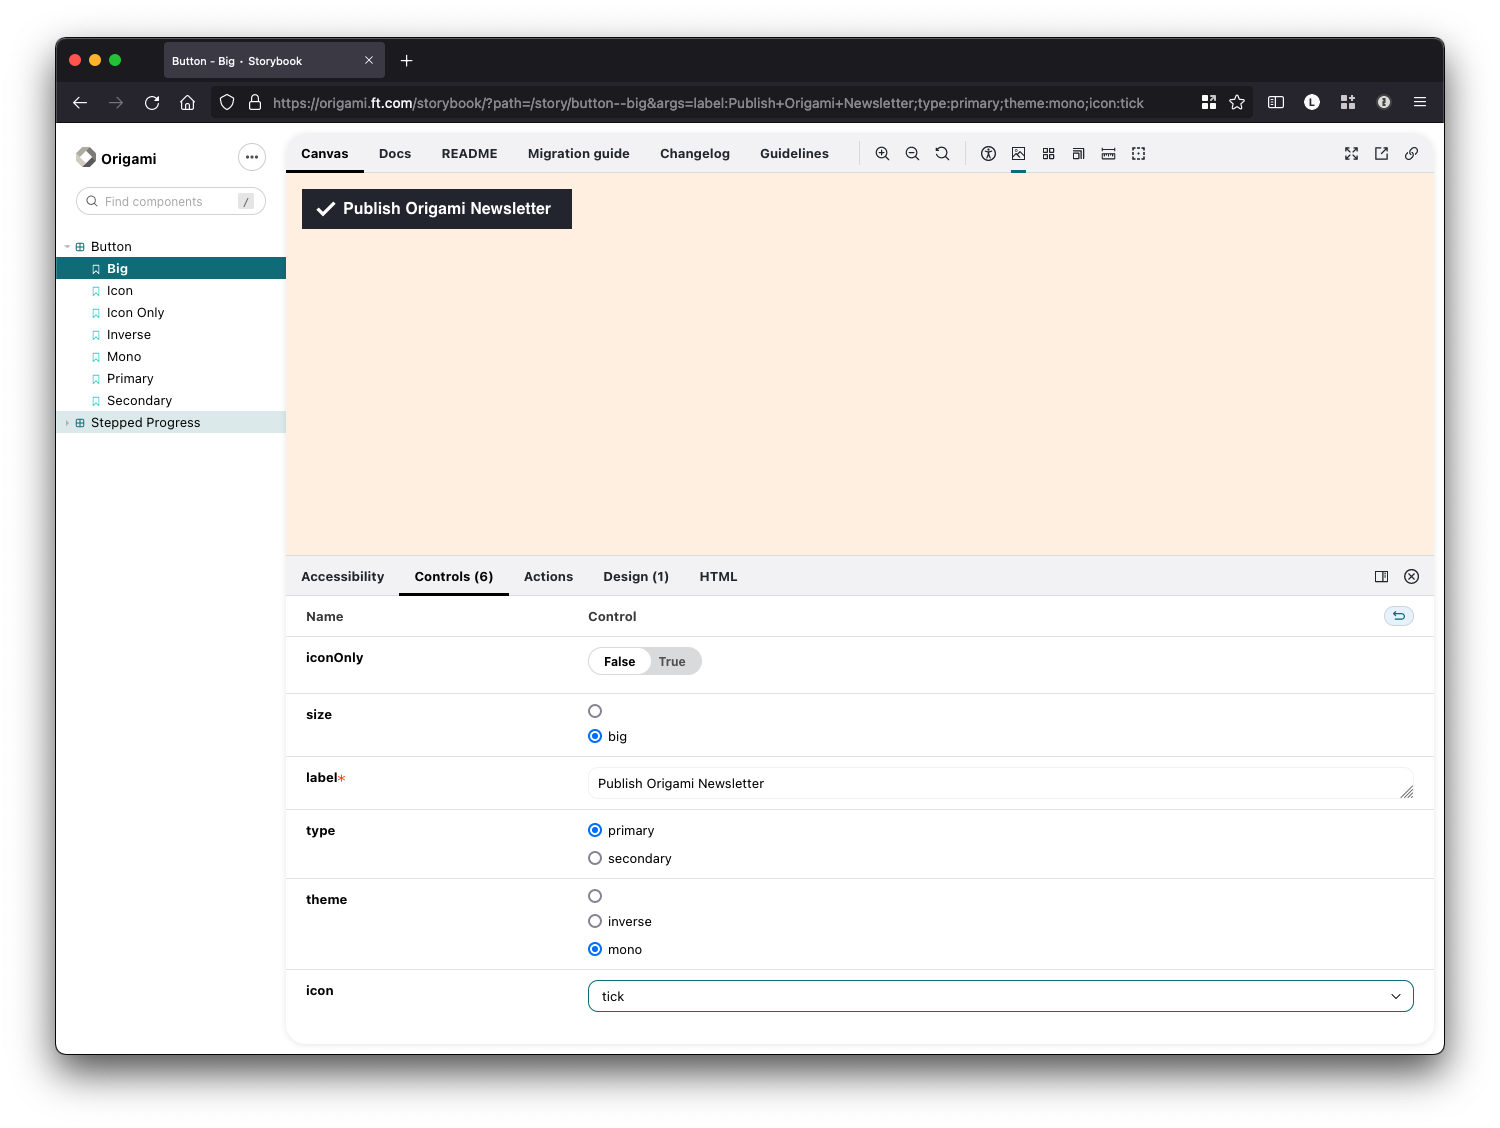 Button - Big · Storybook
https://origami.ft.com/storybook/?path=/story/button--big&args=label:Publish+Origami+Newsletter;type:primary;theme:mono;icon:tick
L
Origami
Find components /
Button
Big
Icon
Icon Only
Inverse
Mono
Primary
Secondary
Stepped Progress
Canvas Docs README Migration guide Changelog Guidelines
Publish Origami Newsletter
Accessibility Controls (6) Actions Design (1) HTML
Name Control
iconOnly False True
size
big
label* Publish Origami Newsletter
type primary
secondary
theme
inverse
mono
icon tick